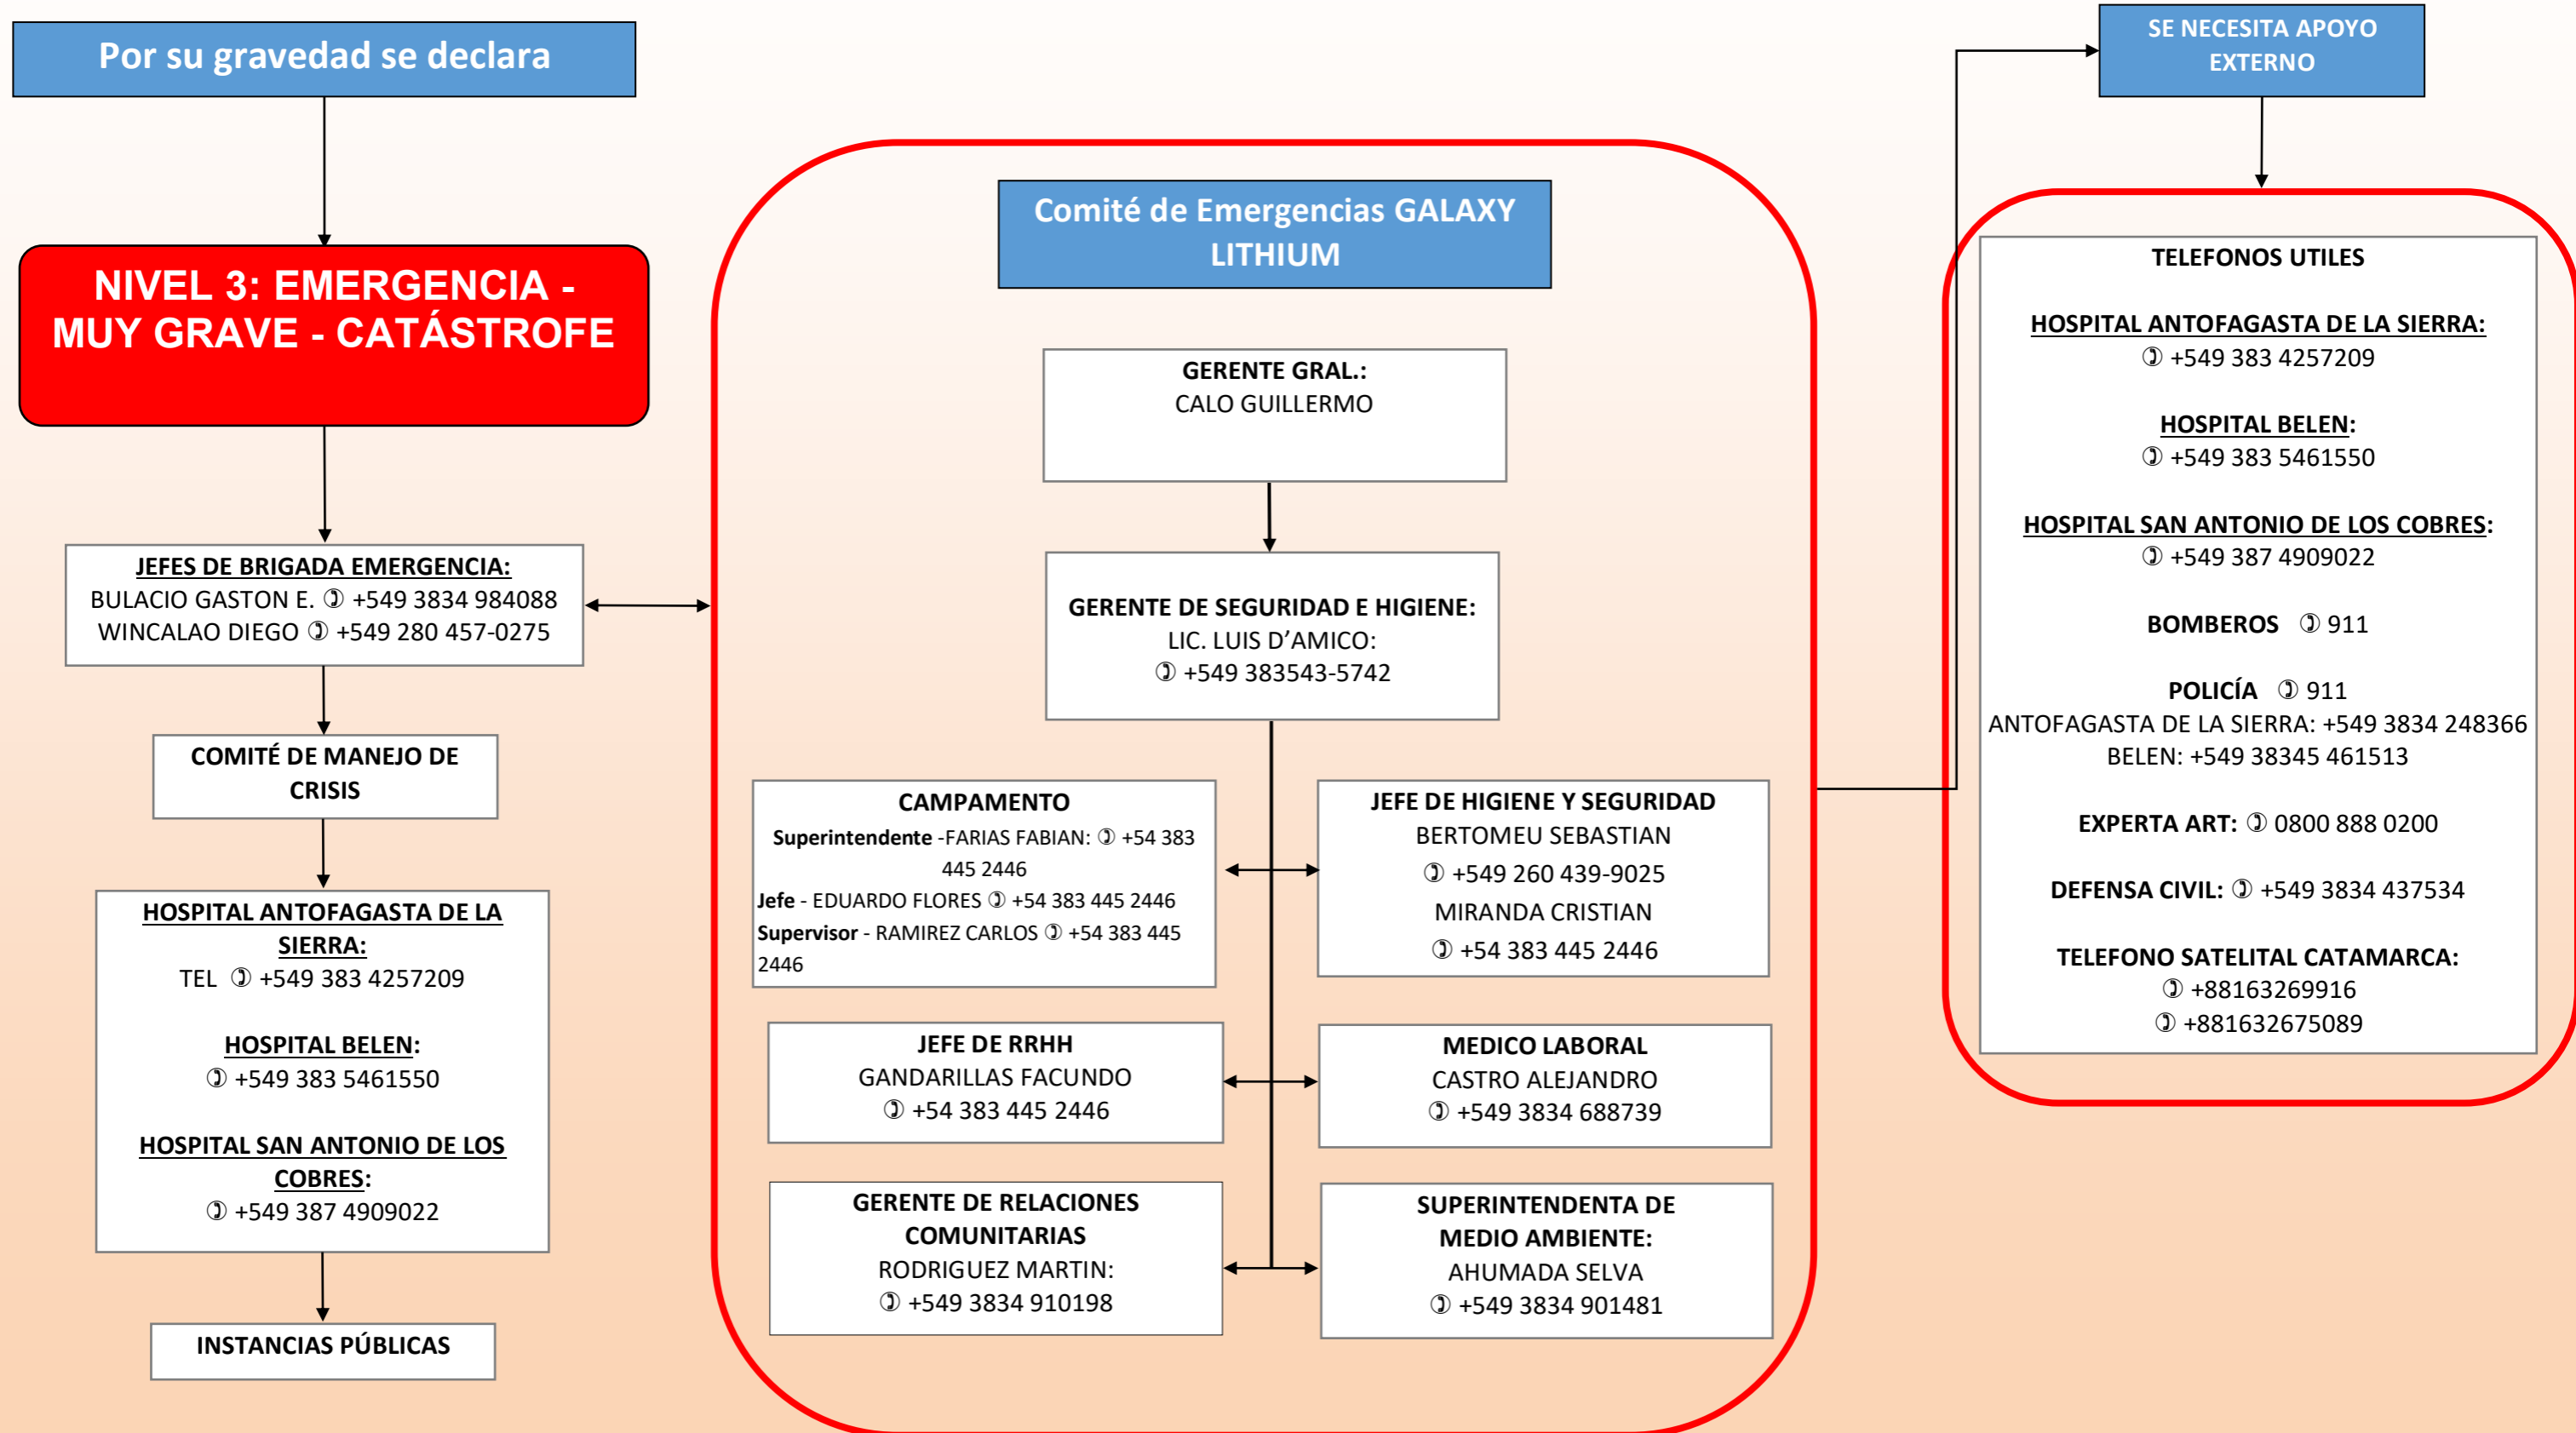 Por su gravedad se declara
NIVEL 3: EMERGENCIA -
MUY GRAVE - CATÁSTROFE
JEFES DE BRIGADA EMERGENCIA:
BULACIO GASTON E. ✆ +549 3834 984088
WINCALAO DIEGO ✆ +549 280 457-0275
COMITÉ DE MANEJO DE
CRISIS
HOSPITAL ANTOFAGASTA DE LA
SIERRA:
TEL ✆ +549 383 4257209
HOSPITAL BELEN:
✆ +549 383 5461550
HOSPITAL SAN ANTONIO DE LOS
COBRES:
✆ +549 387 4909022
INSTANCIAS PÚBLICAS
Comité de Emergencias GALAXY
LITHIUM
GERENTE GRAL.:
CALO GUILLERMO
GERENTE DE SEGURIDAD E HIGIENE:
LIC. LUIS D’AMICO:
✆ +549 383543-5742
CAMPAMENTO
Superintendente -FARIAS FABIAN: ✆ +54 383
445 2446
Jefe - EDUARDO FLORES ✆ +54 383 445 2446
Supervisor - RAMIREZ CARLOS ✆ +54 383 445
2446
JEFE DE HIGIENE Y SEGURIDAD
BERTOMEU SEBASTIAN
✆ +549 260 439-9025
MIRANDA CRISTIAN
✆ +54 383 445 2446
JEFE DE RRHH
GANDARILLAS FACUNDO
✆ +54 383 445 2446
MEDICO LABORAL
CASTRO ALEJANDRO
✆ +549 3834 688739
GERENTE DE RELACIONES
COMUNITARIAS
RODRIGUEZ MARTIN:
✆ +549 3834 910198
SUPERINTENDENTA DE
MEDIO AMBIENTE:
AHUMADA SELVA
✆ +549 3834 901481
SE NECESITA APOYO
EXTERNO
TELEFONOS UTILES
HOSPITAL ANTOFAGASTA DE LA SIERRA:
✆ +549 383 4257209
HOSPITAL BELEN:
✆ +549 383 5461550
HOSPITAL SAN ANTONIO DE LOS COBRES:
✆ +549 387 4909022
BOMBEROS ✆ 911
POLICÍA ✆ 911
ANTOFAGASTA DE LA SIERRA: +549 3834 248366
BELEN: +549 38345 461513
EXPERTA ART: ✆ 0800 888 0200
DEFENSA CIVIL: ✆ +549 3834 437534
TELEFONO SATELITAL CATAMARCA:
✆ +88163269916
✆ +881632675089